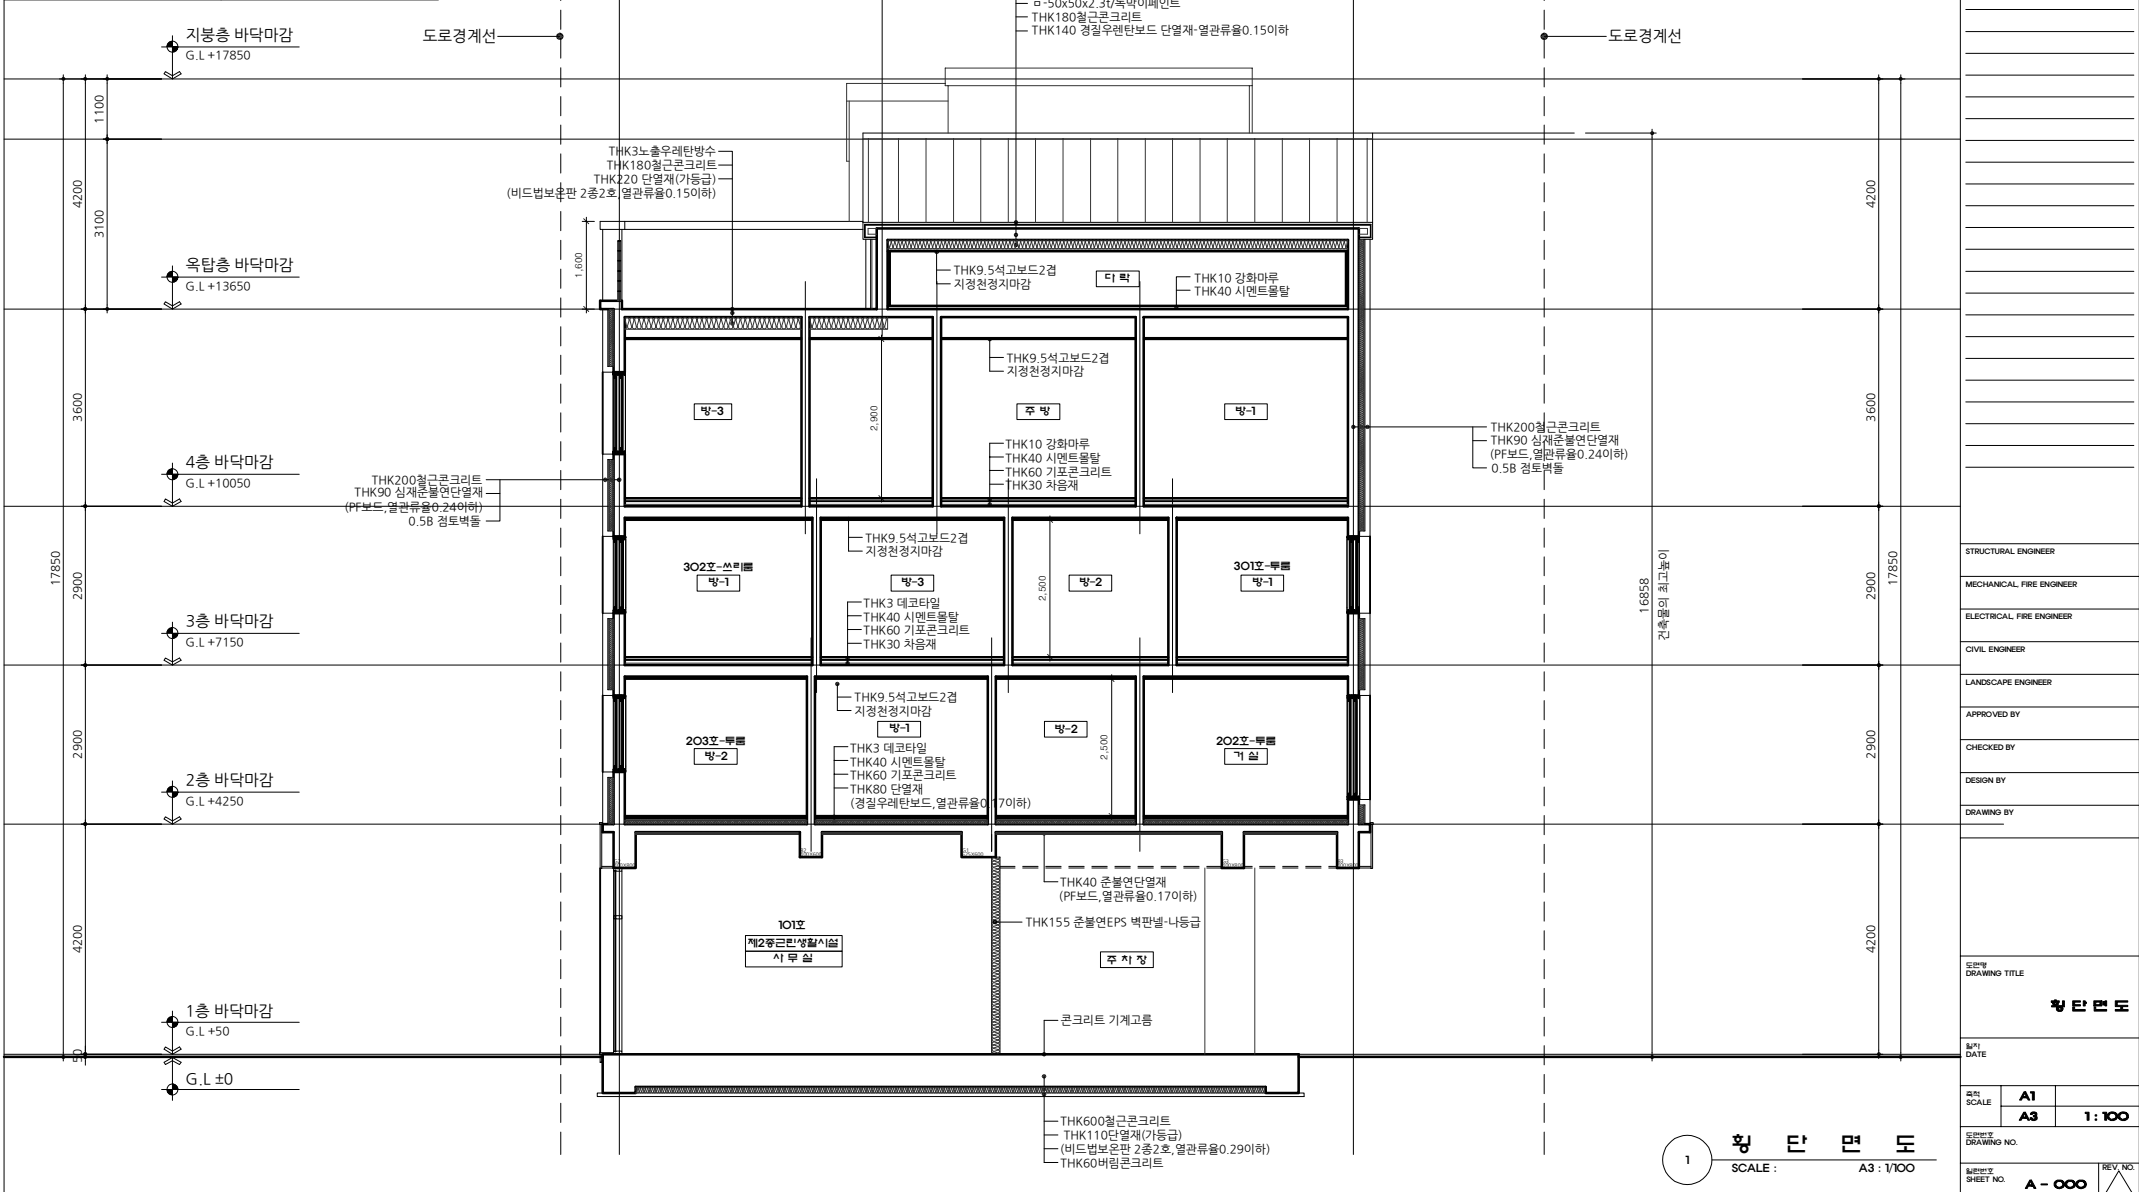 ㅁ-50x50x2.3t/녹막이페인트
THK180철근콘크리트
THK140 경질우렌탄보드 단열재-열관류율0.15이하
지붕층 바닥마감
G.L +17850
도로경계선
도로경계선
1100
4200
3100
THK3노출우레탄방수
THK180철근콘크리트
THK220 단열재(가등급)
(비드법보온판 2종2호,열관류율0.15이하)
4200
옥탑층 바닥마감
G.L +13650
1,600
THK9.5석고보드2겹
지정천정지마감
다 락
THK10 강화마루
THK40 시멘트몰탈
3600
방-3
2,900
THK9.5석고보드2겹
지정천정지마감
주 방
방-1
3600
THK10 강화마루
THK40 시멘트몰탈
THK60 기포콘크리트
THK30 차음재
THK200철근콘크리트
THK90 심재준불연단열재
(PF보드,열관류율0.24이하)
0.5B 점토벽돌
4층 바닥마감
G.L +10050
THK200철근콘크리트
THK90 심재준불연단열재
(PF보드,열관류율0.24이하)
0.5B 점토벽돌
17850
2900
THK9.5석고보드2겹
지정천정지마감
302호-쓰리룸
방-1
방-3
2,500
방-2
301호-투룸
방-1
THK3 데코타일
THK40 시멘트몰탈
THK60 기포콘크리트
THK30 차음재
16858
건축물의 최고높이
2900
17850
3층 바닥마감
G.L +7150
2900
THK9.5석고보드2겹
지정천정지마감
203호-투룸
방-2
방-1
방-2
2,500
202호-투룸
거 실
THK3 데코타일
THK40 시멘트몰탈
THK60 기포콘크리트
THK80 단열재
(경질우레탄보드,열관류율0.17이하)
2900
2층 바닥마감
G.L +4250
THK40 준불연단열재
(PF보드,열관류율0.17이하)
THK155 준불연EPS 벽판넬-나등급
4200
101호
제2종근린생활시설
사 무 실
주 차 장
4200
1층 바닥마감
G.L +50
콘크리트 기계고름
50
G.L ±0
THK600철근콘크리트
THK110단열재(가등급)
(비드법보온판 2종2호,열관류율0.29이하)
THK60버림콘크리트
1
횡 단 면 도
SCALE :
A3 : 1/100
STRUCTURAL ENGINEER
MECHANICAL, FIRE ENGINEER
ELECTRICAL, FIRE ENGINEER
CIVIL ENGINEER
LANDSCAPE ENGINEER
APPROVED BY
CHECKED BY
DESIGN BY
DRAWING BY
도면명
DRAWING TITLE
횡 단 면 도
일자
DATE
축척
SCALE
A1
A3
1 : 100
도면번호
DRAWING NO.
일련번호
SHEET NO.
A - 000
REV, NO.